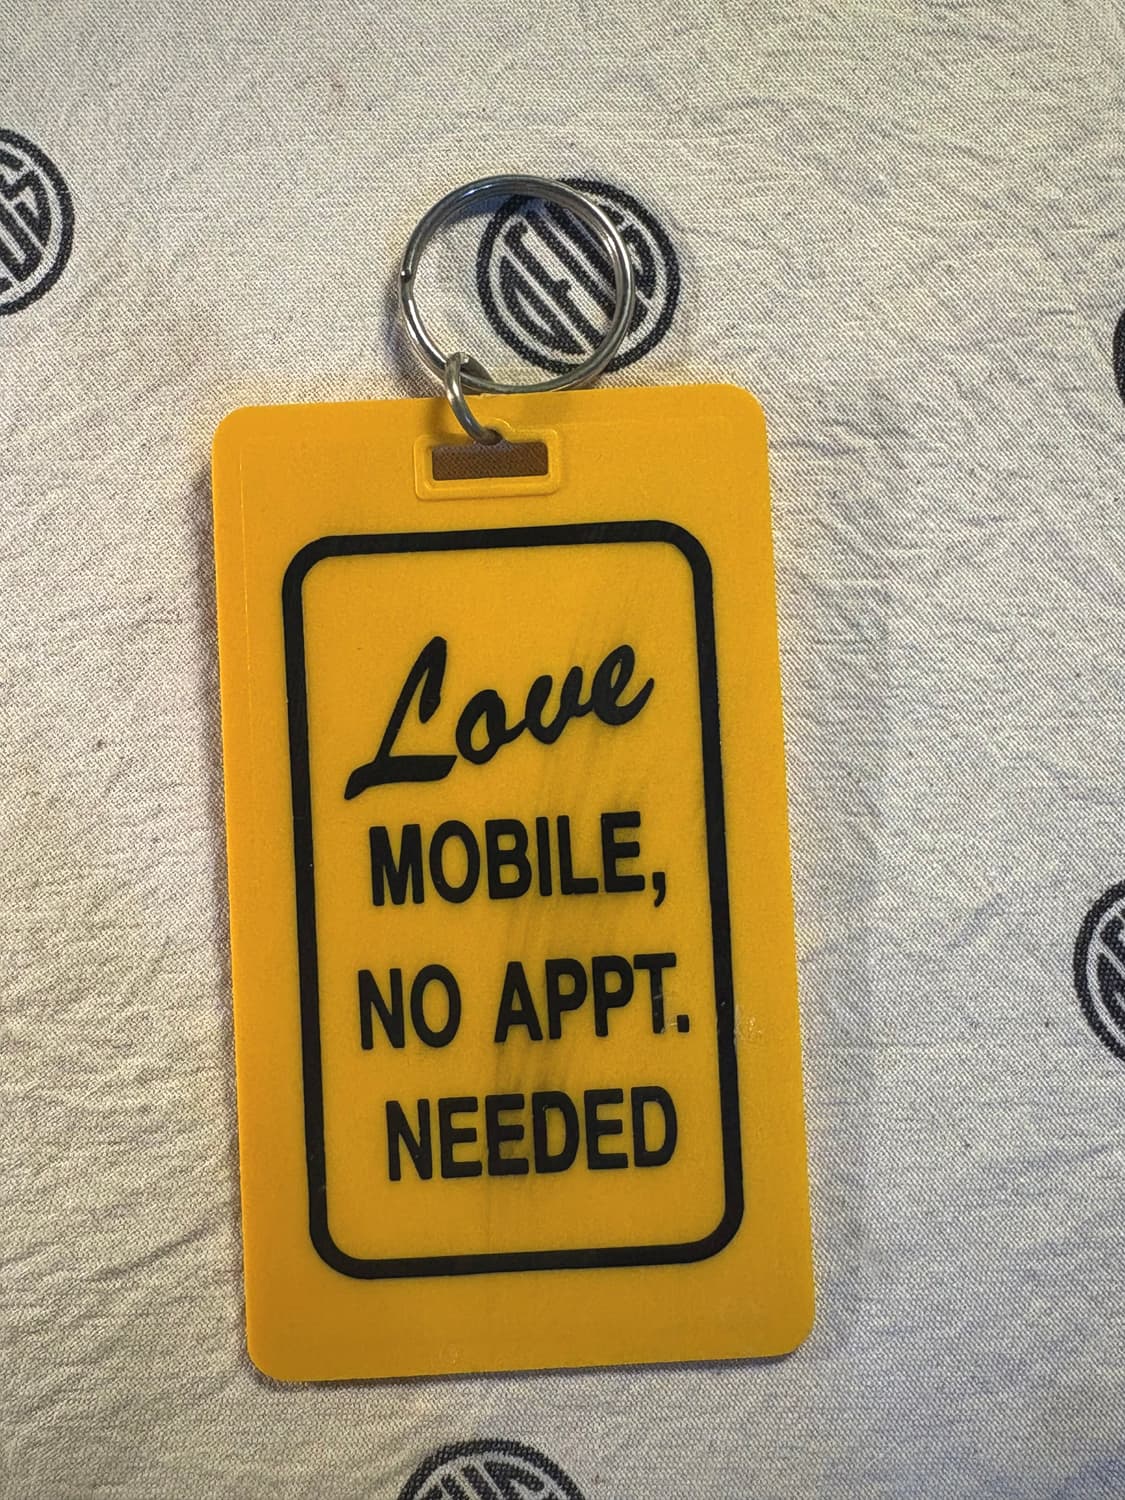 Love
MOBILE,
NO APPT.
NEEDED